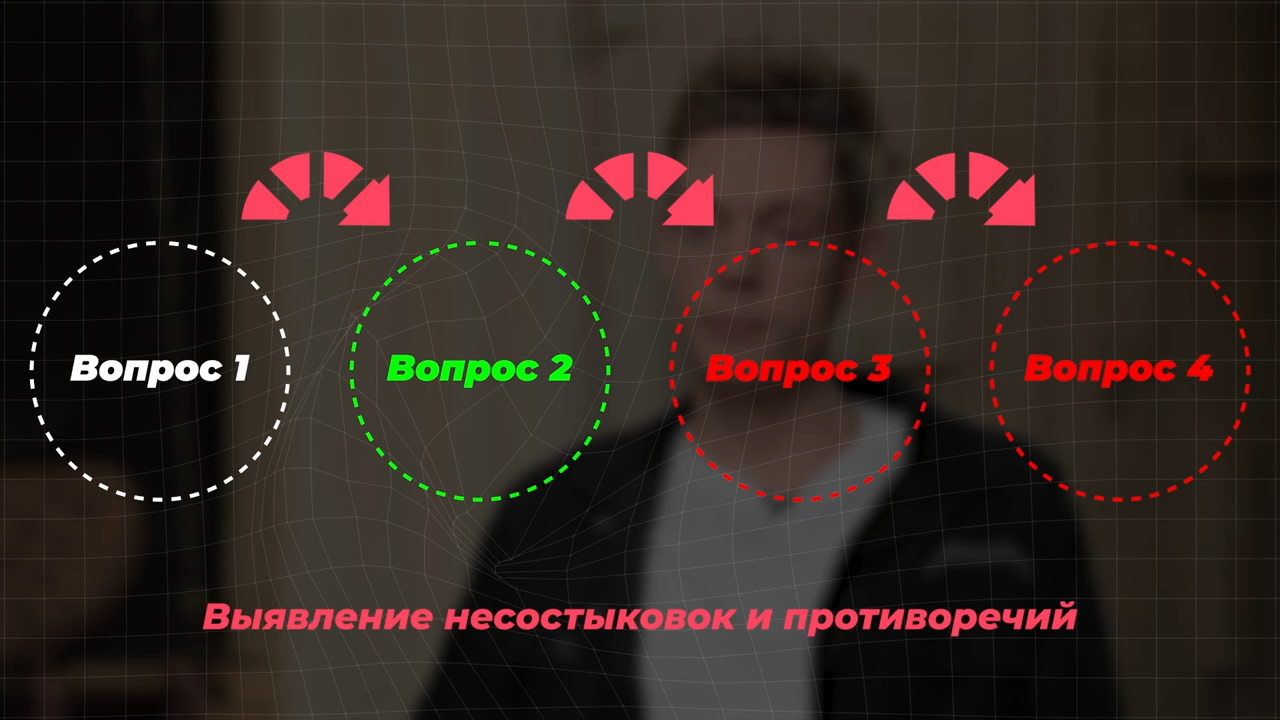 Вопрос 1
Вопрос 2
Вопрос 3
Вопрос 4
Выявление несостыковок и противоречий